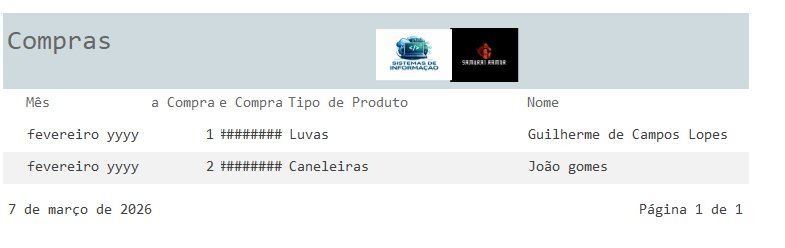 Compras
SISTEMAS DE
INFORMAÇÃO
SAMURAI ARMOR
Mês a Compra e Compra Tipo de Produto Nome
fevereiro yyyy 1 ######## Luvas Guilherme de Campos Lopes
fevereiro yyyy 2 ######## Caneleiras João gomes
7 de março de 2026 Página 1 de 1